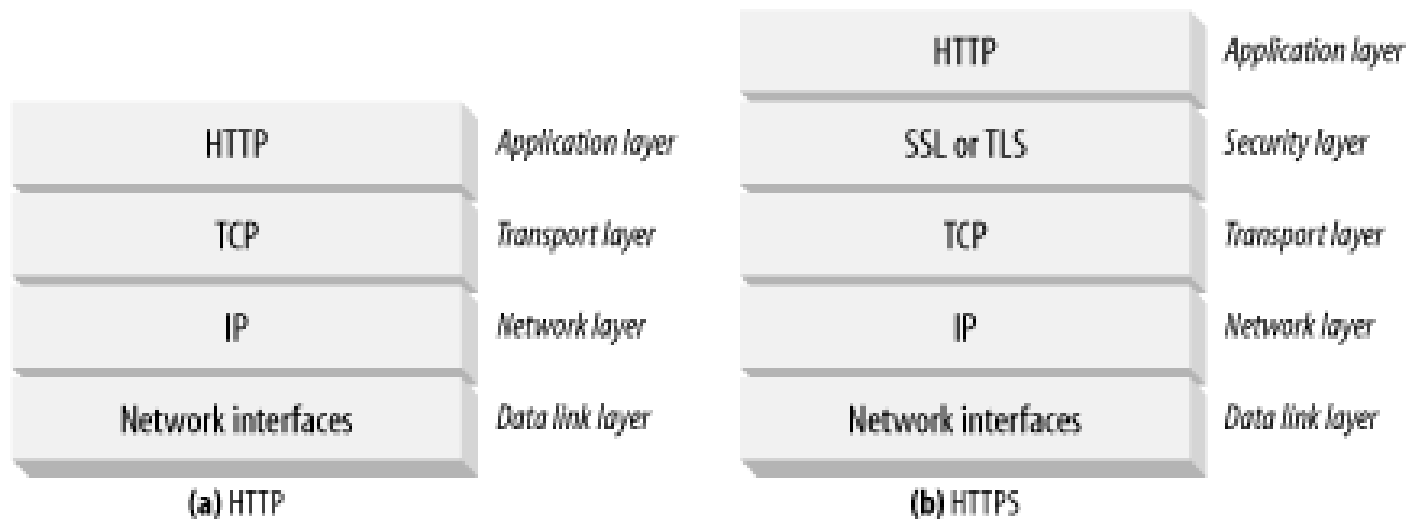 HTTP Application layer
TCP Transport layer
IP Network layer
Network interfaces Data link layer
(a) HTTP
HTTP Application layer
SSL or TLS Security layer
TCP Transport layer
IP Network layer
Network interfaces Data link layer
(b) HTTPS